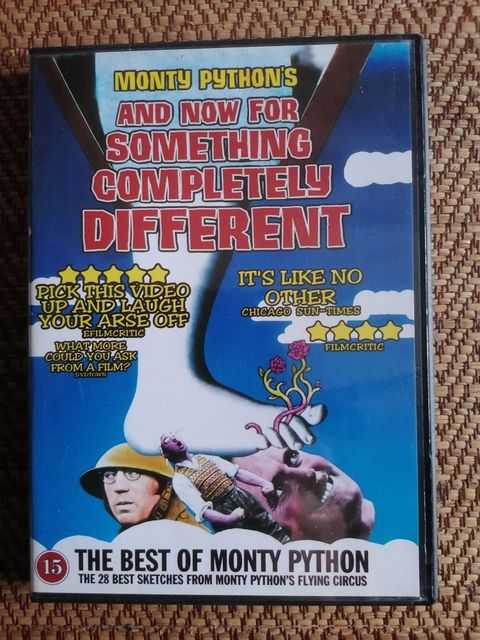 MONTY PYTHON'S
AND NOW FOR
SOMETHING
COMPLETELY
DIFFERENT
PICK THIS VIDEO
UP AND LAUGH
YOUR ARSE OFF
EFILMCRITIC
WHAT MORE
COULD YOU ASK
FROM A FILM?
DVDTOWN
IT'S LIKE NO
OTHER
CHICAGO SUN-TIMES
FILMCRITIC
15
THE BEST OF MONTY PYTHON
THE 28 BEST SKETCHES FROM MONTY PYTHON'S FLYING CIRCUS